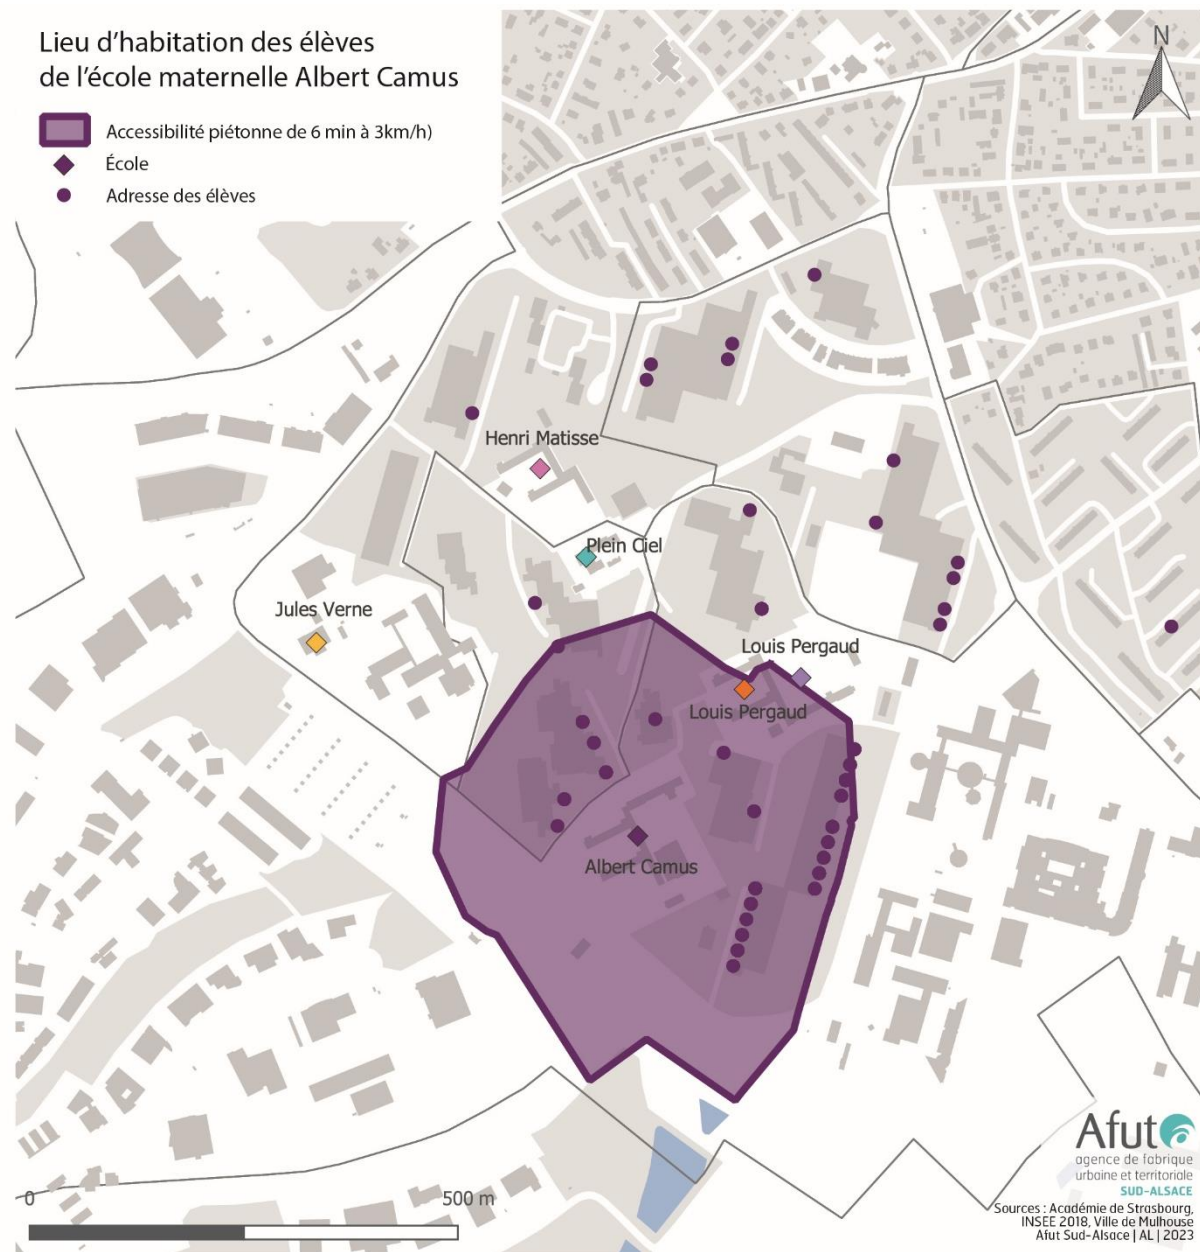 Lieu d'habitation des élèves
de l'école maternelle Albert Camus
Accessibilité piétonne de 6 min à 3km/h)
École
Adresse des élèves
N
Henri Matisse
Plein Ciel
Jules Verne
Louis Pergaud
Louis Pergaud
Albert Camus
0
500 m
Afut
agence de fabrique
urbaine et territoriale
SUD-ALSACE
Sources : Académie de Strasbourg,
INSEE 2018, Ville de Mulhouse
Afut Sud-Alsace | AL | 2023